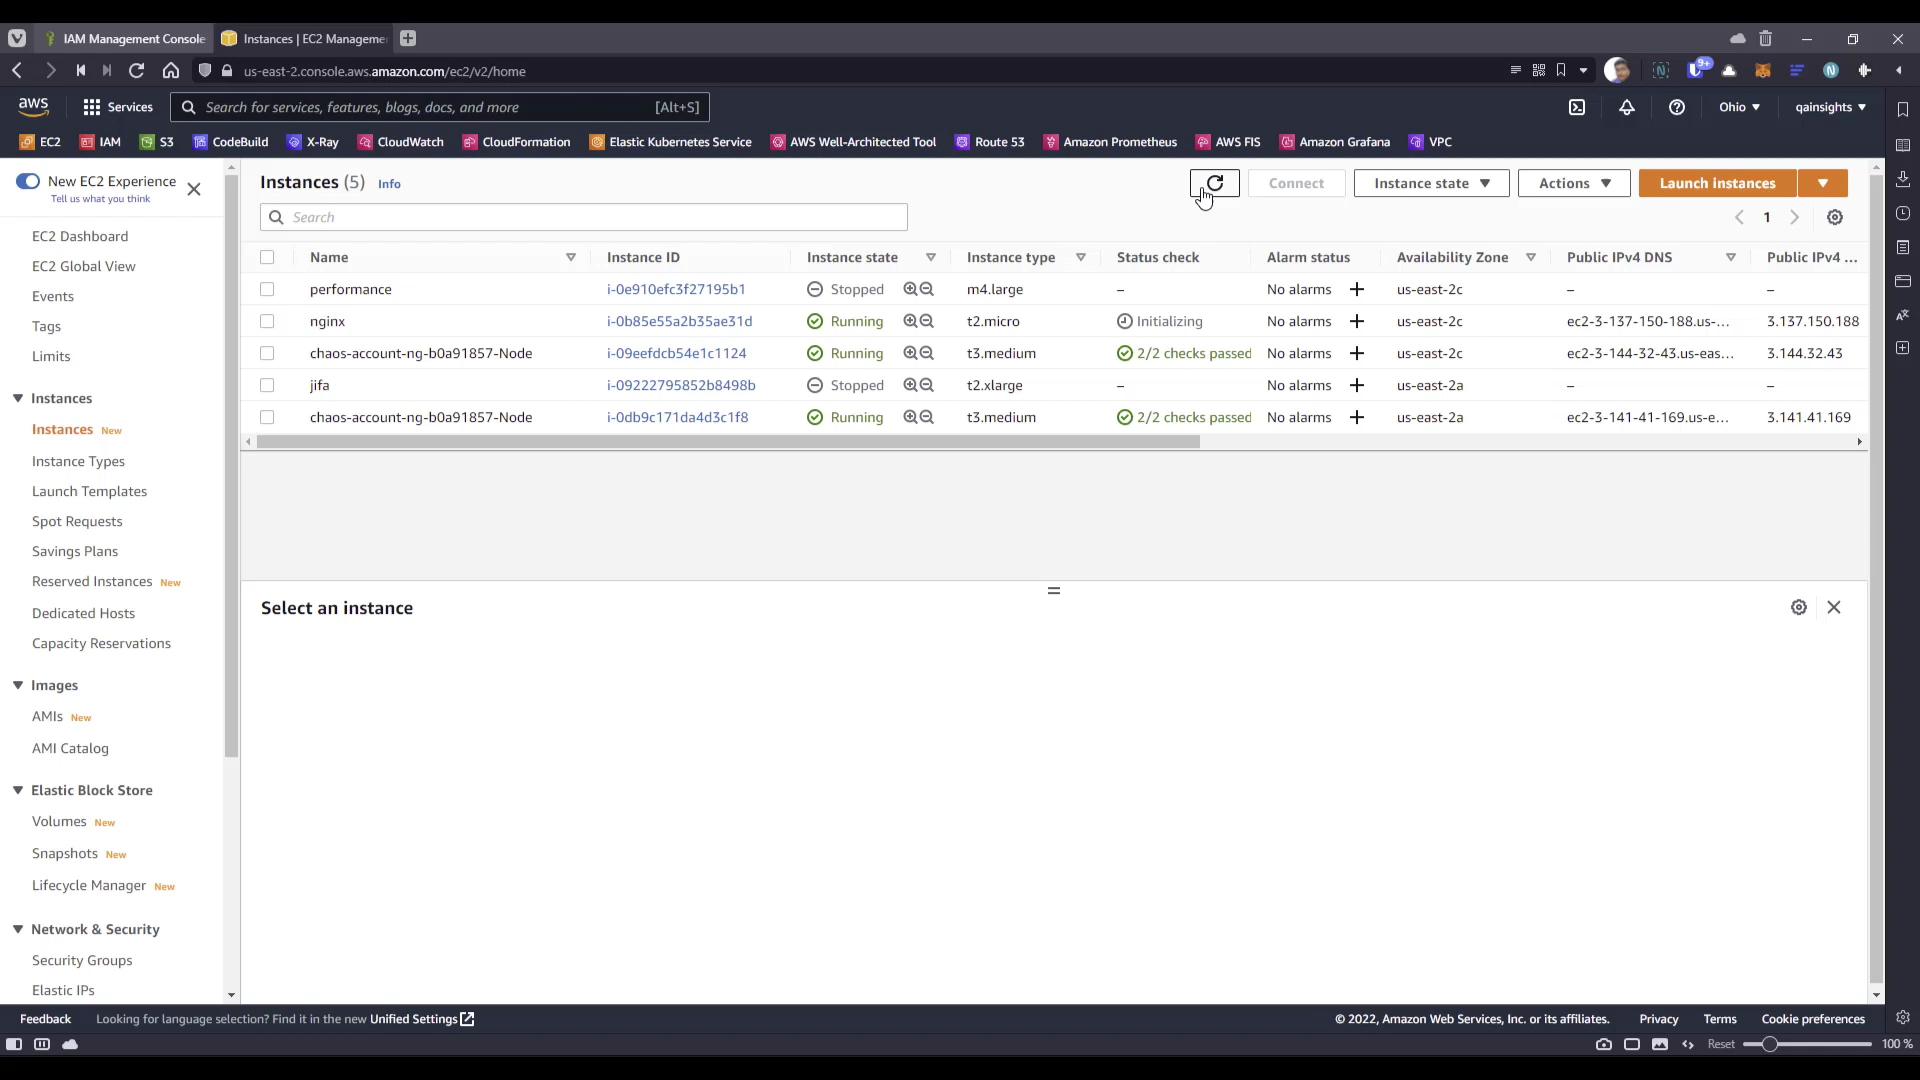 IAM Management Console
Instances | EC2 Manageme
us-east-2.console.aws.amazon.com/ec2/v2/home
9+
aws
Services
Search for services, features, blogs, docs, and more
[Alt+S]
Ohio
qainsights
EC2
IAM
S3
CodeBuild
X-Ray
CloudWatch
CloudFormation
Elastic Kubernetes Service
AWS Well-Architected Tool
Route 53
Amazon Prometheus
AWS FIS
Amazon Grafana
VPC
New EC2 Experience
Tell us what you think
EC2 Dashboard
EC2 Global View
Events
Tags
Limits
Instances
Instances New
Instance Types
Launch Templates
Spot Requests
Savings Plans
Reserved Instances New
Dedicated Hosts
Capacity Reservations
Images
AMIs New
AMI Catalog
Elastic Block Store
Volumes New
Snapshots New
Lifecycle Manager New
Network & Security
Security Groups
Elastic IPs
Instances (5) Info
Connect
Instance state
Actions
Launch instances
Search
1
Name Instance ID Instance state Instance type Status check Alarm status Availability Zone Public IPv4 DNS Public IPv4 ...
performance i-0e910efc3f27195b1 Stopped m4.large – No alarms + us-east-2c – –
nginx i-0b85e55a2b35ae31d Running t2.micro Initializing No alarms + us-east-2c ec2-3-137-150-188.us-... 3.137.150.188
chaos-account-ng-b0a91857-Node i-09eefdcb54e1c1124 Running t3.medium 2/2 checks passed No alarms + us-east-2c ec2-3-144-32-43.us-eas... 3.144.32.43
jifa i-09222795852b8498b Stopped t2.xlarge – No alarms + us-east-2a – –
chaos-account-ng-b0a91857-Node i-0db9c171da4d3c1f8 Running t3.medium 2/2 checks passed No alarms + us-east-2a ec2-3-141-41-169.us-e... 3.141.41.169
Select an instance
Feedback
Looking for language selection? Find it in the new Unified Settings
© 2022, Amazon Web Services, Inc. or its affiliates.
Privacy
Terms
Cookie preferences
Reset
100 %